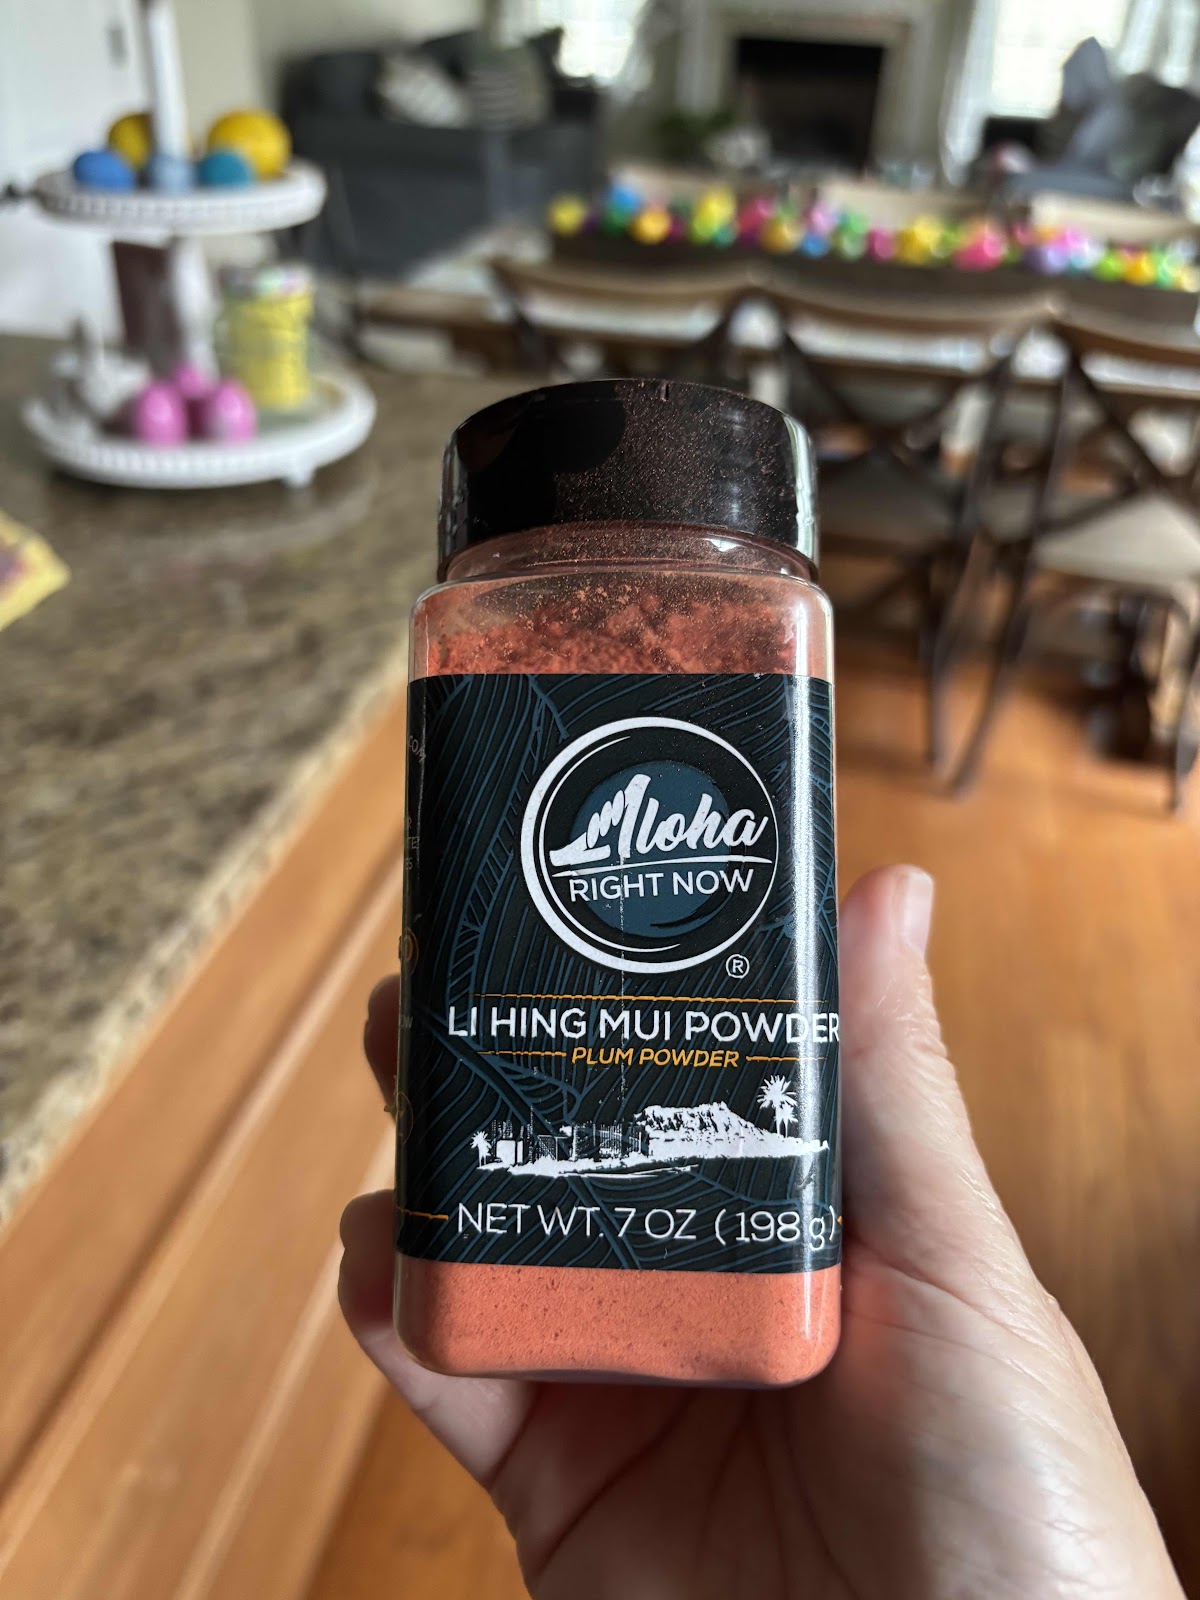 Aloha
RIGHT NOW
®
LI HING MUI POWDER
PLUM POWDER
NET WT. 7 OZ (198 g)